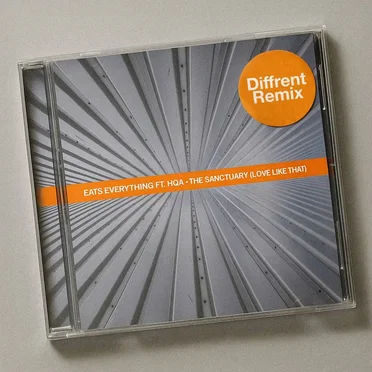 Diffrent
Remix
EATS EVERYTHING FT. HQA - THE SANCTUARY (LOVE LIKE THAT)